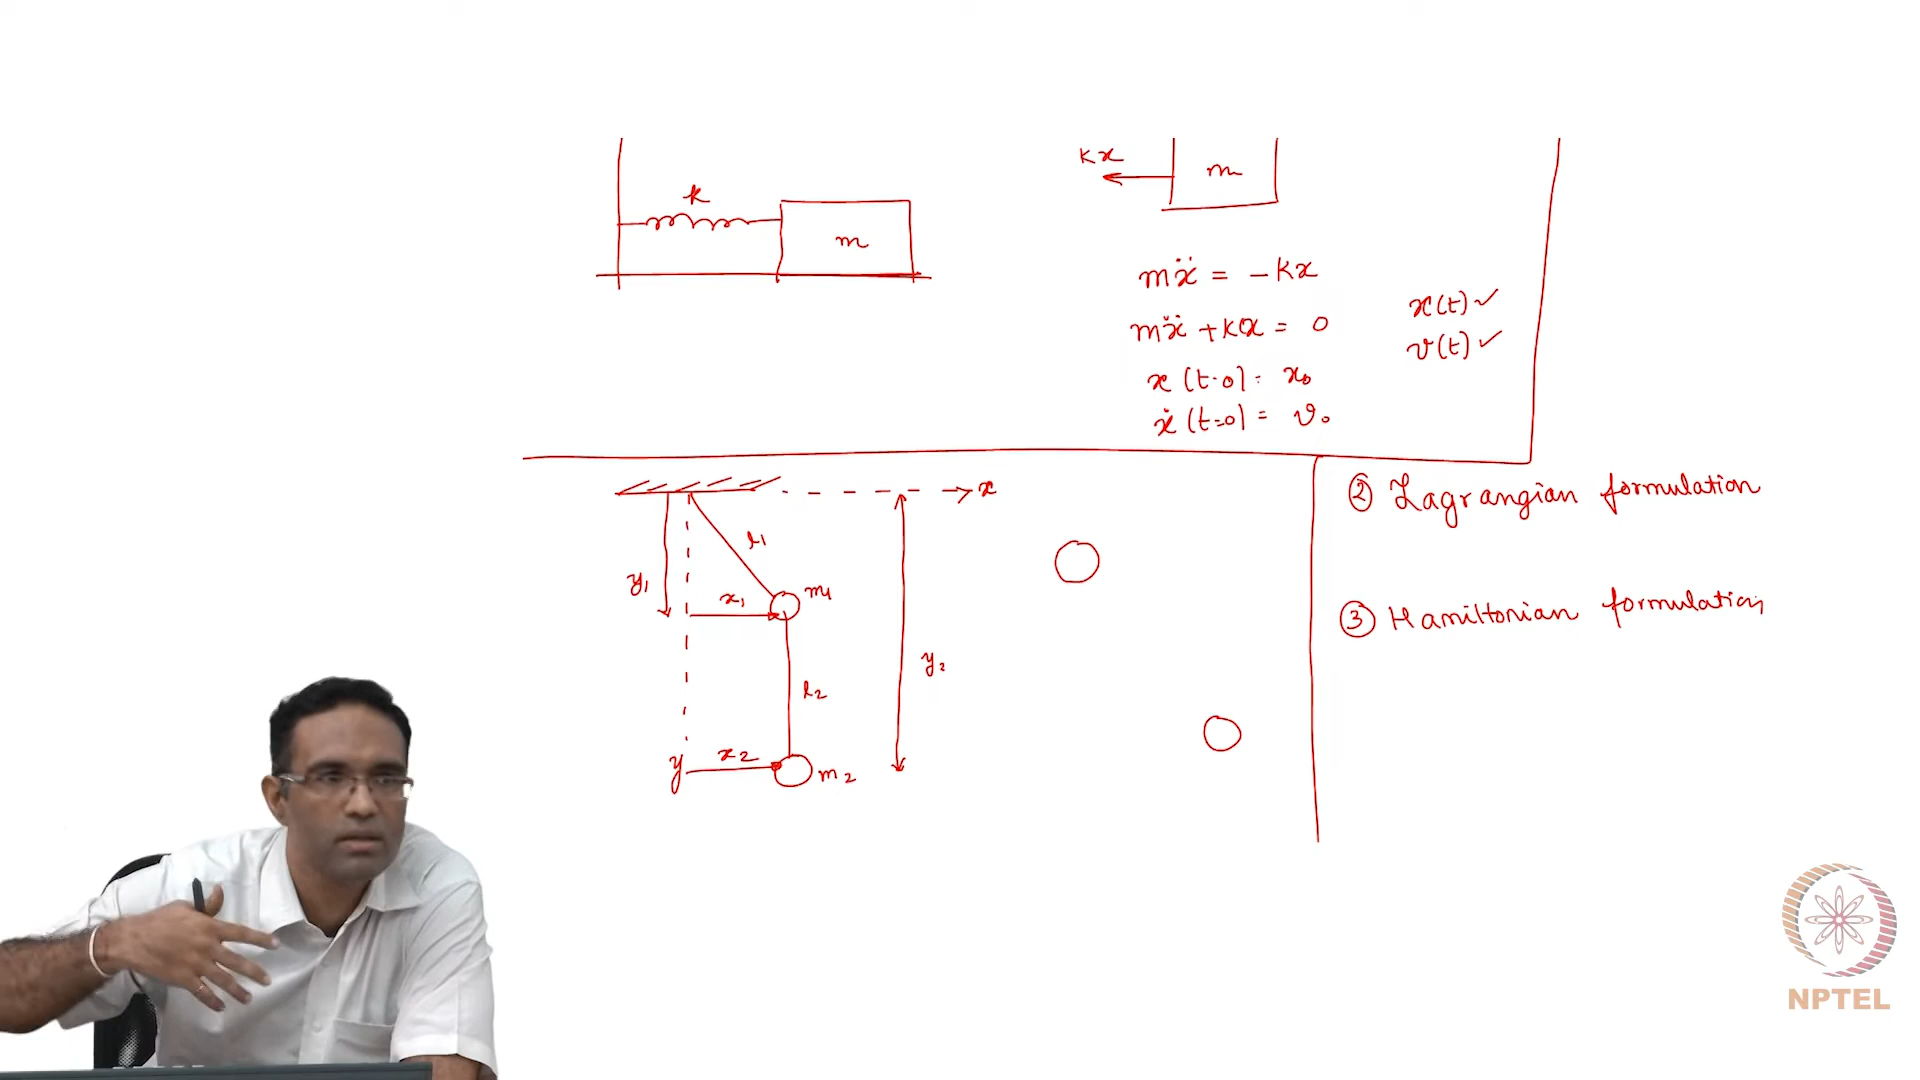 k
m
kx
m
mẍ = -kx
mẍ + kx = 0
x(t=0) = x₀
ẋ(t=0) = v₀
x(t) ✓
v(t) ✓
x
y₁
l₁
x₁
m₁
l₂
y₂
y
x₂
m₂
② Lagrangian formulation
③ Hamiltonian formulation
NPTEL